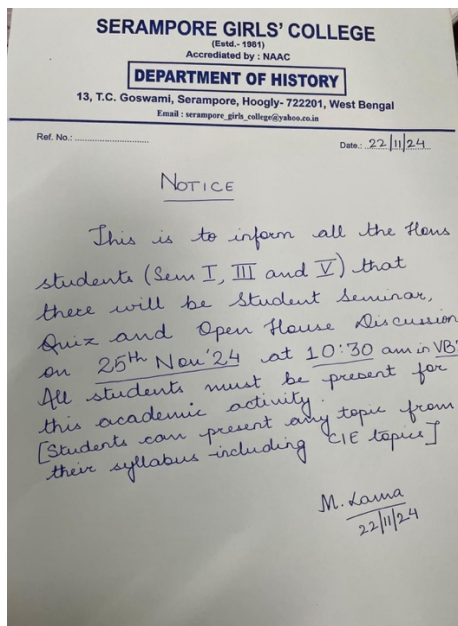 SERAMPORE GIRLS' COLLEGE
(Estd.- 1981)
Accrediated by : NAAC
DEPARTMENT OF HISTORY
13, T.C. Goswami, Serampore, Hoogly- 722201, West Bengal
Email : serampore_girls_college@yahoo.co.in
Ref. No.: ..............................
Date.: 22/11/24
NOTICE
This is to inform all the Hons
students (Sem I, III and V) that
there will be Student Seminar,
Quiz and Open House Discussion
on 25th Nov'24 at 10:30 am in VB
All students must be present for
this academic activity.
[Students can present any topic from
their syllabus including CIE topics]
M. Lama
22/11/24